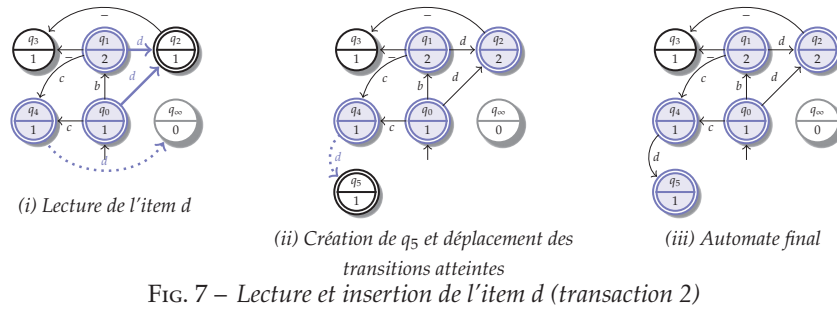 –
–
–
q3
1
q1
2
d
q2
1
q3
1
q1
2
d
q2
2
q3
1
q1
2
d
q2
2
–
–
–
c
d
b
c
d
b
c
d
b
q4
1
c
q0
1
q∞
0
q4
1
c
q0
1
q∞
0
q4
1
c
q0
1
q∞
0
d
d
d
q5
1
q5
1
(i) Lecture de l'item d
(ii) Création de q5 et déplacement des
transitions atteintes
(iii) Automate final
FIG. 7 – Lecture et insertion de l'item d (transaction 2)